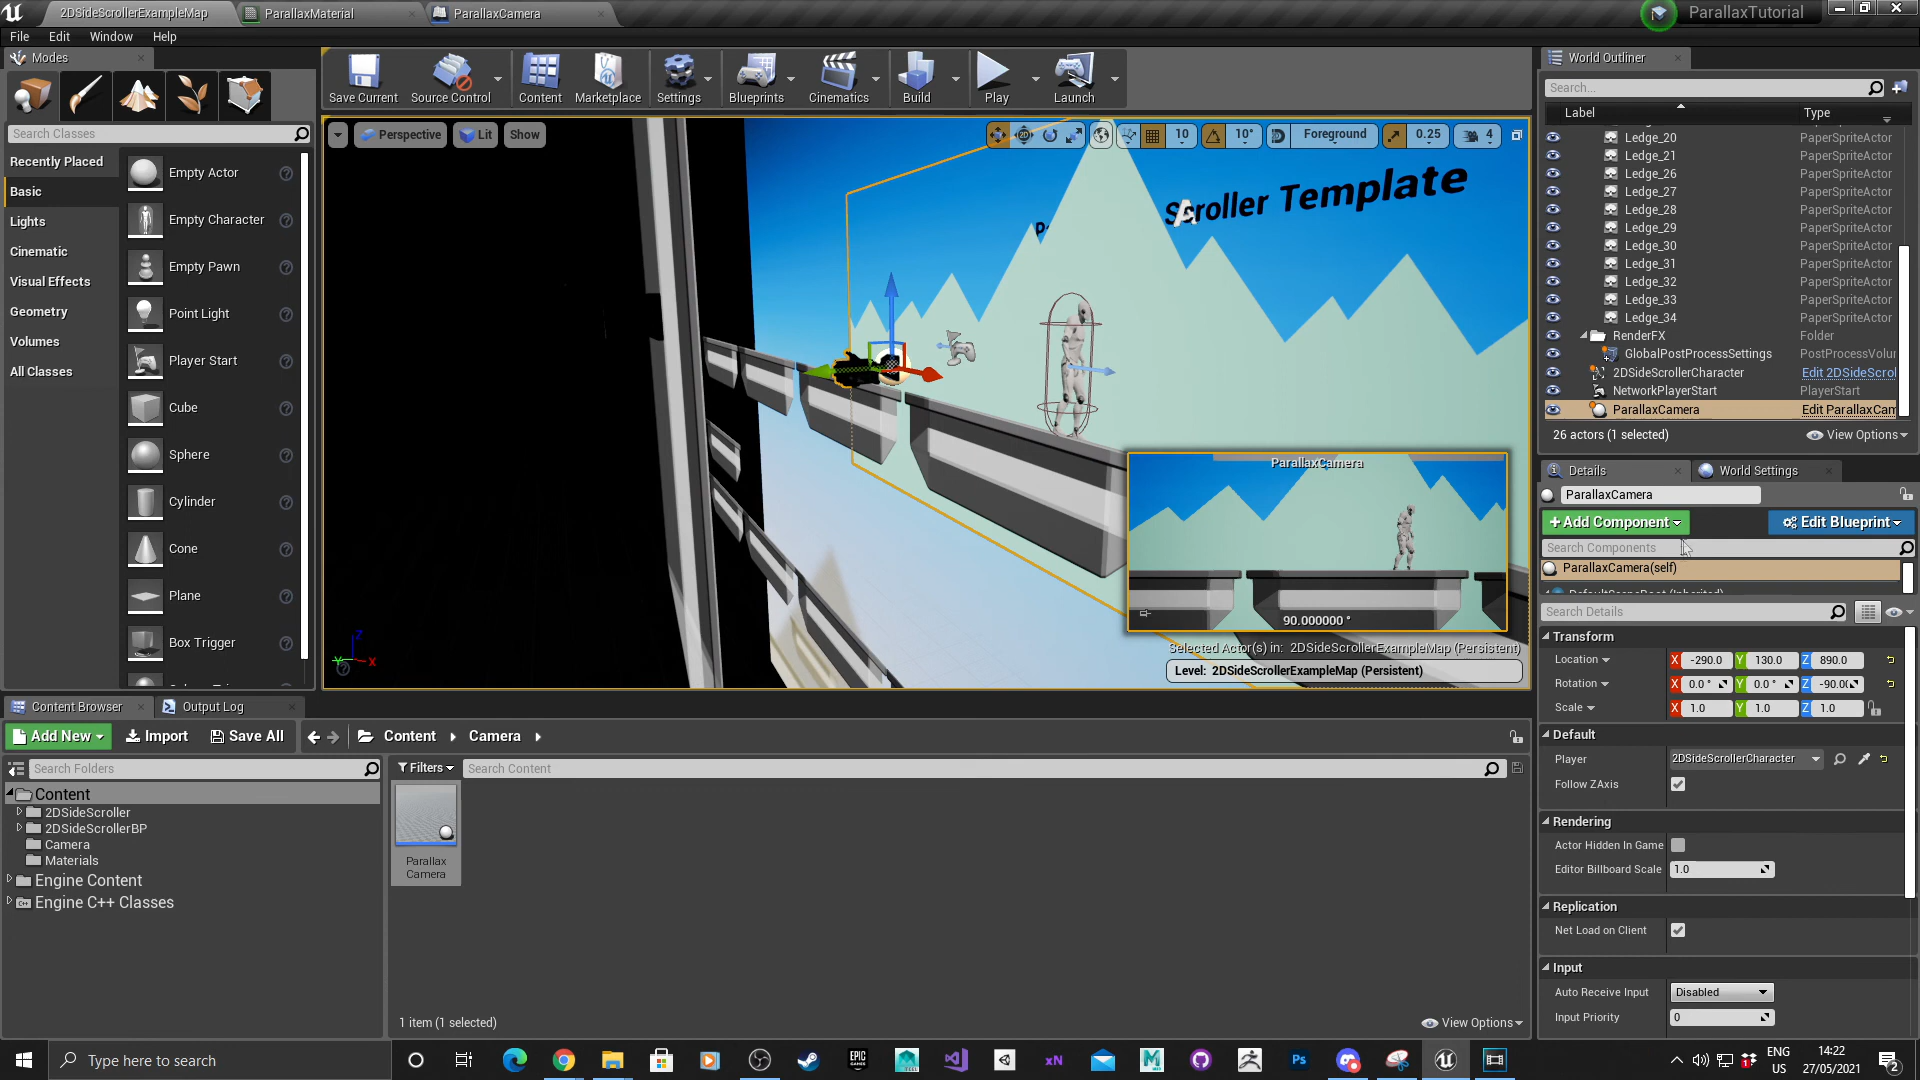 2DSideScrollerExampleMap
ParallaxMaterial
ParallaxCamera
ParallaxTutorial
File Edit Window Help
Modes
Save Current
Source Control
Content
Marketplace
Settings
Blueprints
Cinematics
Build
Play
Launch
Search Classes
Recently Placed
Basic
Lights
Cinematic
Visual Effects
Geometry
Volumes
All Classes
Empty Actor
Empty Character
Empty Pawn
Point Light
Player Start
Cube
Sphere
Cylinder
Cone
Plane
Box Trigger
Perspective
Lit
Show
10
10°
Foreground
0.25
4
Scroller Template
ParallaxCamera
90.000000 °
Selected Actor(s) in: 2DSideScrollerExampleMap (Persistent)
Level: 2DSideScrollerExampleMap (Persistent)
Z
X
Y
World Outliner
Search...
Label Type
Ledge_20 PaperSpriteActor
Ledge_21 PaperSpriteActor
Ledge_26 PaperSpriteActor
Ledge_27 PaperSpriteActor
Ledge_28 PaperSpriteActor
Ledge_29 PaperSpriteActor
Ledge_30 PaperSpriteActor
Ledge_31 PaperSpriteActor
Ledge_32 PaperSpriteActor
Ledge_33 PaperSpriteActor
Ledge_34 PaperSpriteActor
RenderFX Folder
GlobalPostProcessSettings PostProcessVolu
2DSideScrollerCharacter Edit 2DSideScrol
NetworkPlayerStart PlayerStart
ParallaxCamera Edit ParallaxCam
26 actors (1 selected)
View Options
Details
World Settings
ParallaxCamera
+Add Component
Edit Blueprint
Search Components
ParallaxCamera(self)
Search Details
Transform
Location X -290.0 Y 130.0 Z 890.0
Rotation X 0.0 ° Y 0.0 ° Z -90.0
Scale X 1.0 Y 1.0 Z 1.0
Default
Player 2DSideScrollerCharacter
Follow ZAxis
Rendering
Actor Hidden In Game
Editor Billboard Scale 1.0
Replication
Net Load on Client
Input
Auto Receive Input Disabled
Input Priority 0
Content Browser
Output Log
Add New
Import
Save All
Content
Camera
Search Folders
Filters
Search Content
Content
2DSideScroller
2DSideScrollerBP
Camera
Materials
Engine Content
Engine C++ Classes
Parallax
Camera
1 item (1 selected)
View Options
Type here to search
EPIC
GAMES
xN
M
Ps
ENG
US
14:22
27/05/2021
2